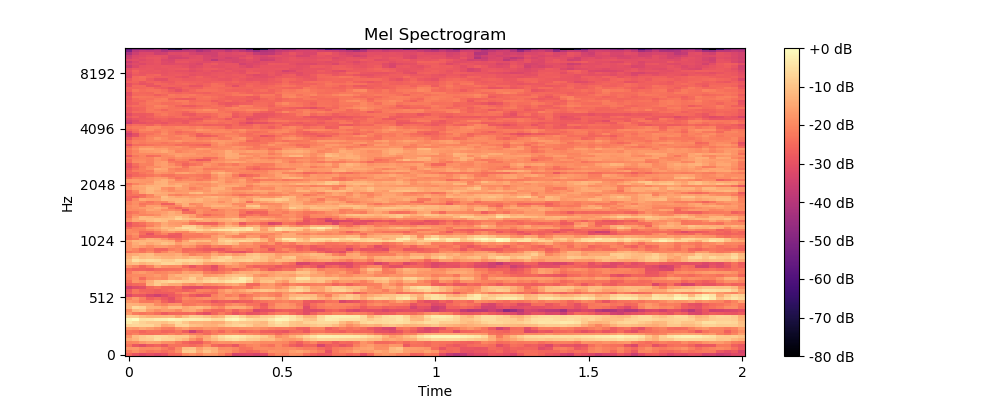 Mel Spectrogram
+0 dB
8192
-10 dB
4096
-20 dB
-30 dB
2048
Hz
-40 dB
1024
-50 dB
512
-60 dB
-70 dB
0
-80 dB
0 0.5 1 1.5 2
Time